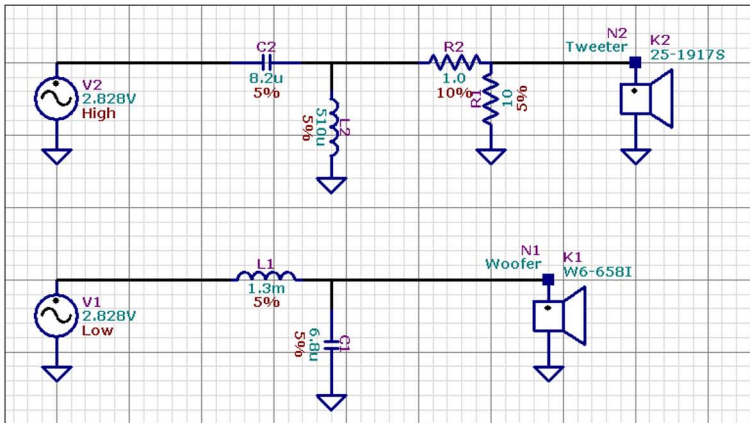 N2
Tweeter
K2
25-1917S
C2
8.2u
5%
R2
1.0
10%
V2
2.828V
High
L2
510u
5%
R1
10
5%
N1
Woofer
K1
W6-658I
L1
1.3m
5%
V1
2.828V
Low
C1
6.8u
5%